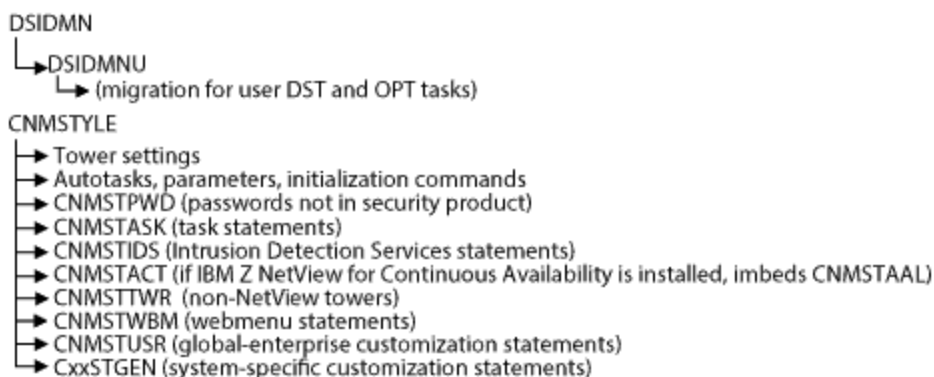 DSIDMN
DSIDMNU
(migration for user DST and OPT tasks)
CNMSTYLE
Tower settings
Autotasks, parameters, initialization commands
CNMSTPWD (passwords not in security product)
CNMSTASK (task statements)
CNMSTIDS (Intrusion Detection Services statements)
CNMSTACT (if IBM Z NetView for Continuous Availability is installed, imbeds CNMSTAAL)
CNMSTTWR (non-NetView towers)
CNMSTWBM (webmenu statements)
CNMSTUSR (global-enterprise customization statements)
CxxSTGEN (system-specific customization statements)